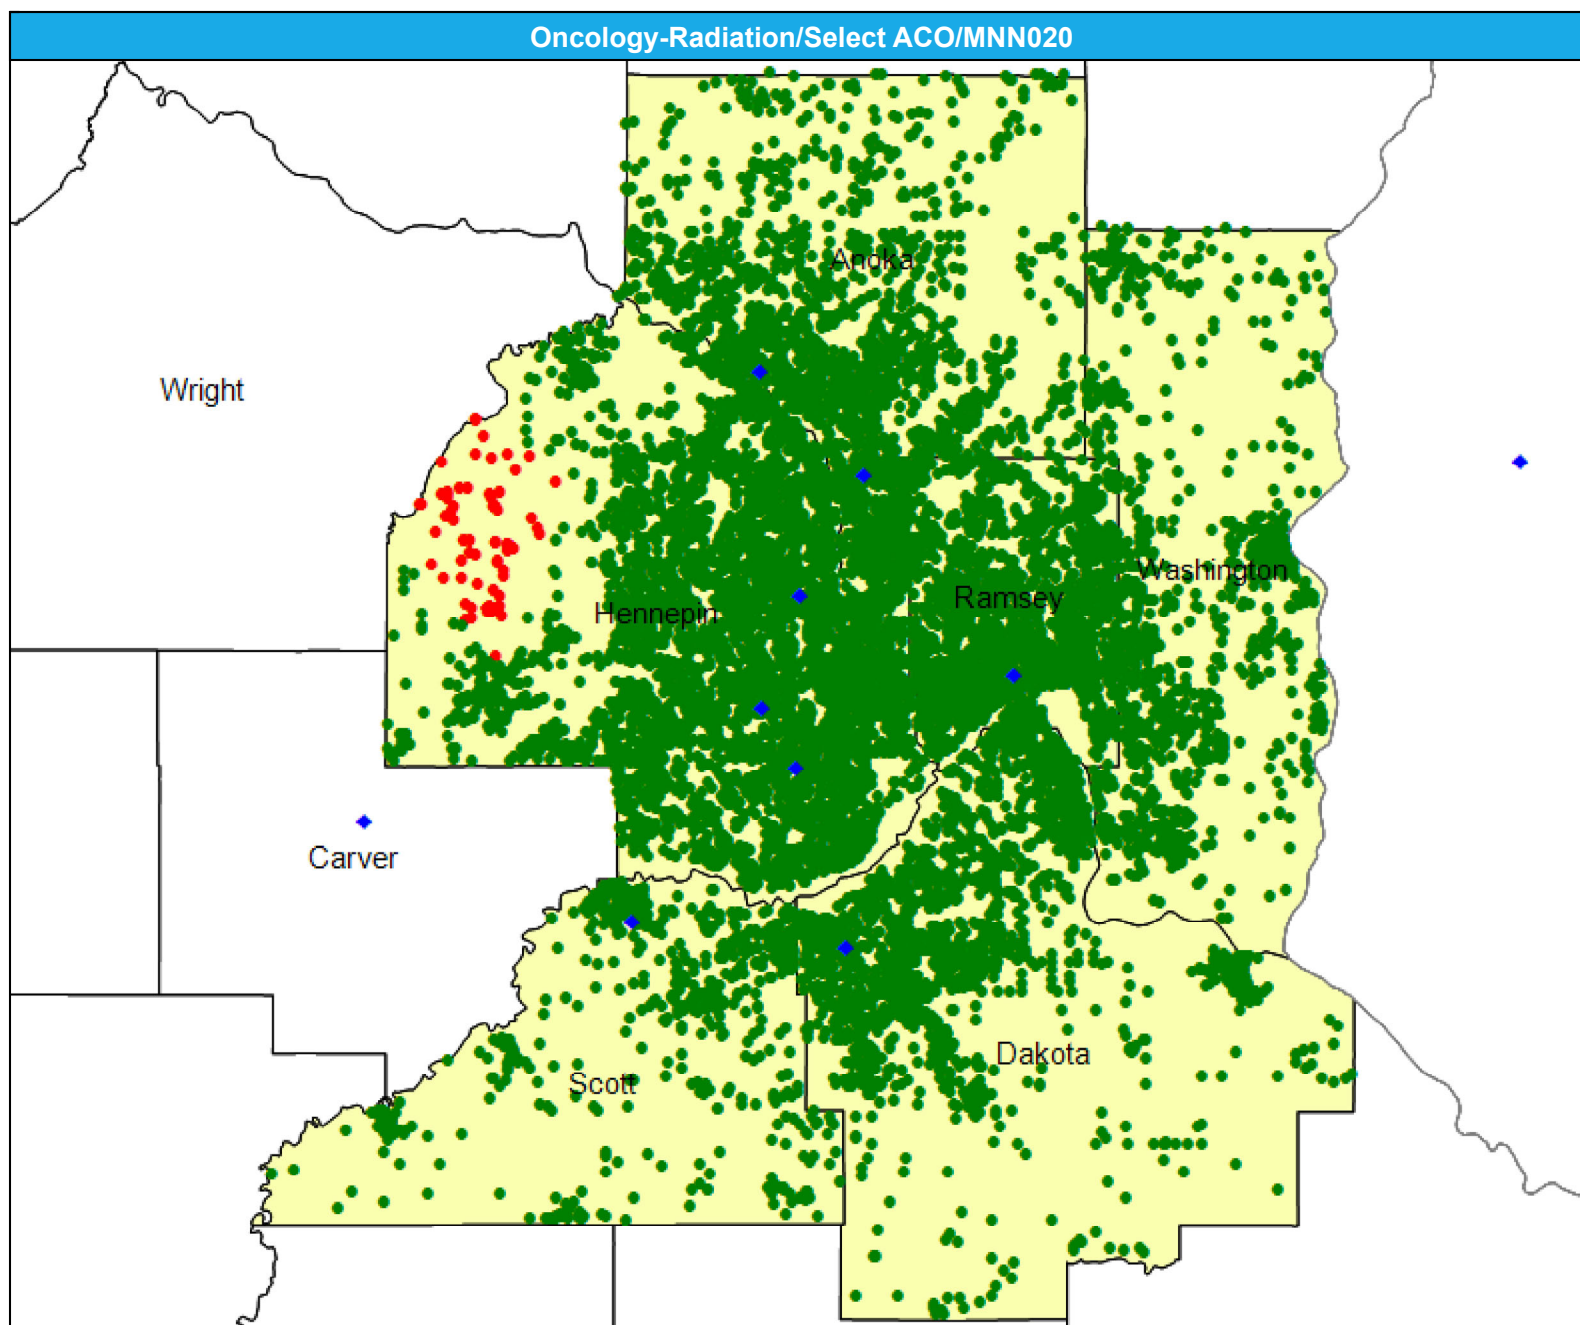 Oncology-Radiation/Select ACO/MNN020
Anoka
Wright
Washington
Ramsey
Hennepin
Carver
Dakota
Scott